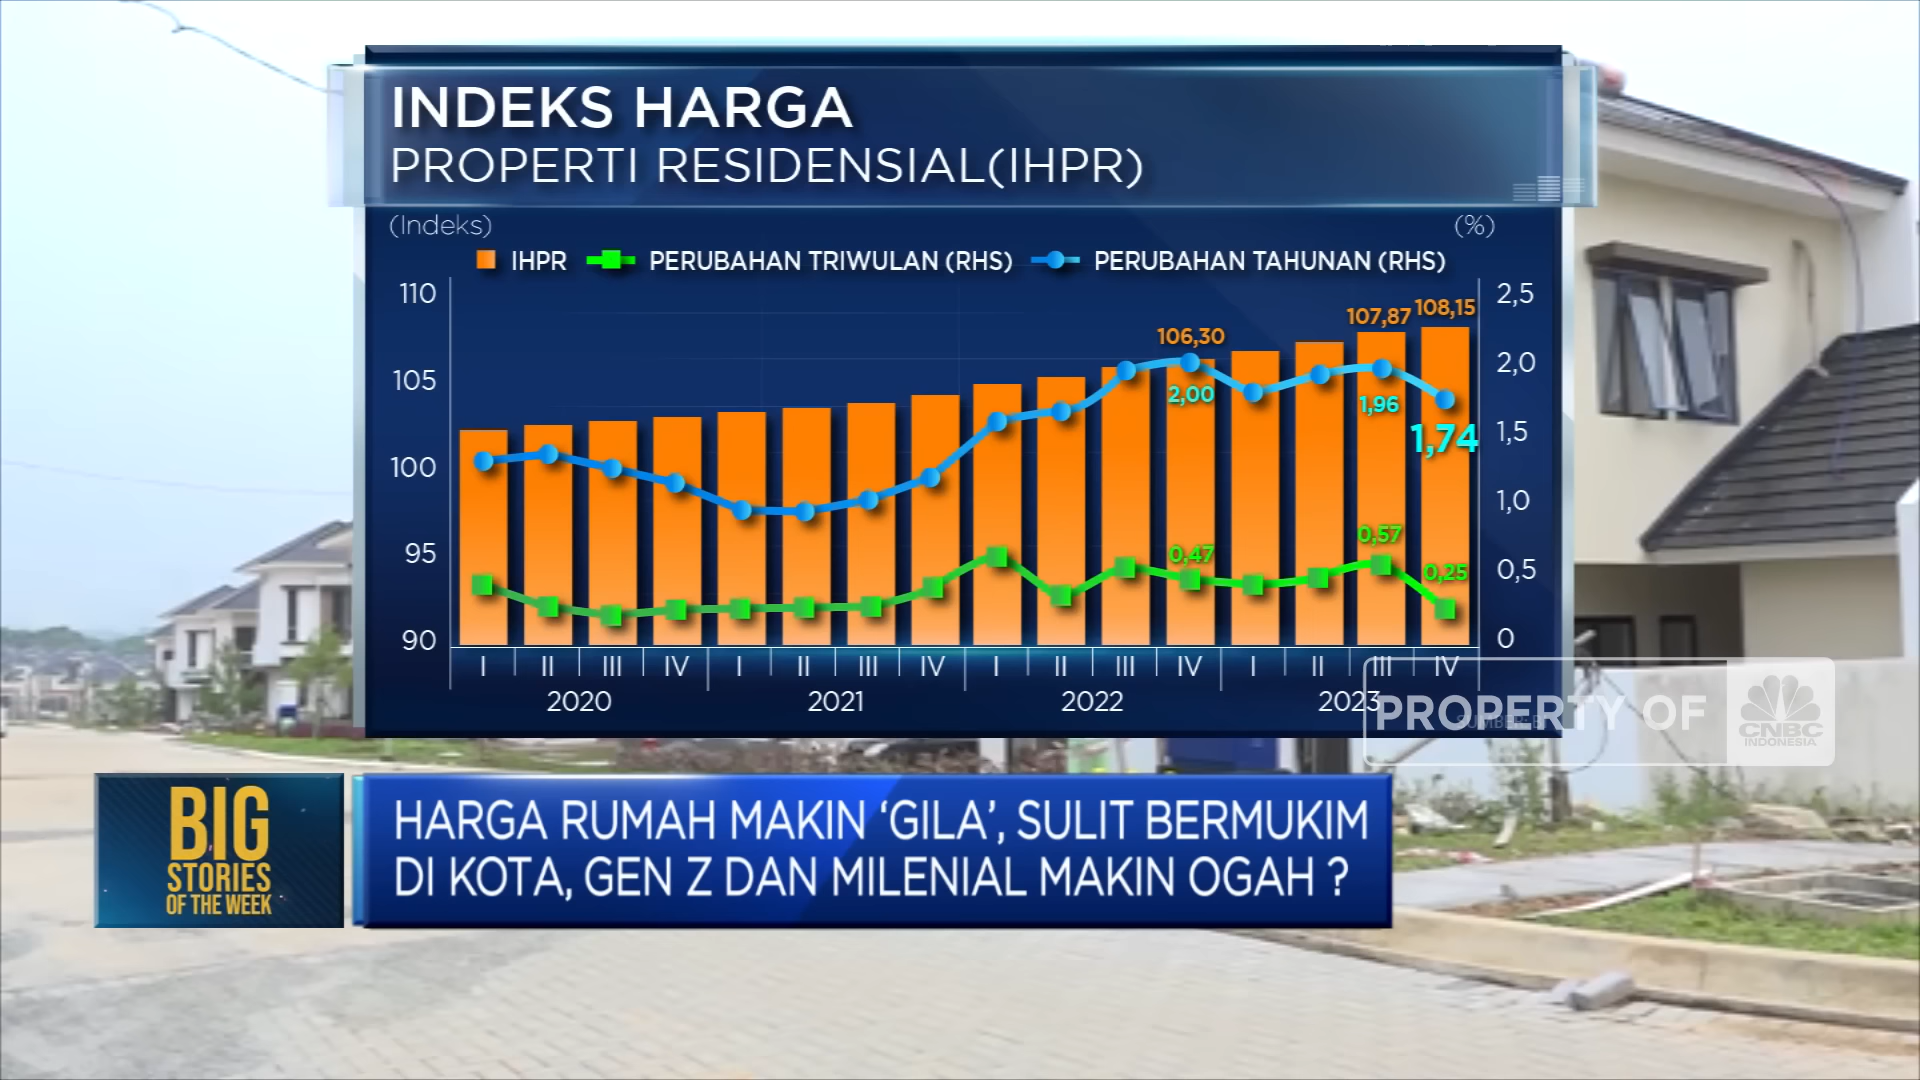 INDEKS HARGA
PROPERTI RESIDENSIAL(IHPR)
(Indeks)
(%)
IHPR
PERUBAHAN TRIWULAN (RHS)
PERUBAHAN TAHUNAN (RHS)
110
105
100
95
90
2,5
2,0
1,5
1,0
0,5
0
106,30
107,87
108,15
2,00
1,96
1,74
0,47
0,57
0,25
I II III IV I II III IV I II III IV I II III IV
2020 2021 2022 2023
SUMBER: BI
PROPERTY OF
CNBC
INDONESIA
BIG
STORIES
OF THE WEEK
HARGA RUMAH MAKIN ‘GILA’, SULIT BERMUKIM
DI KOTA, GEN Z DAN MILENIAL MAKIN OGAH ?